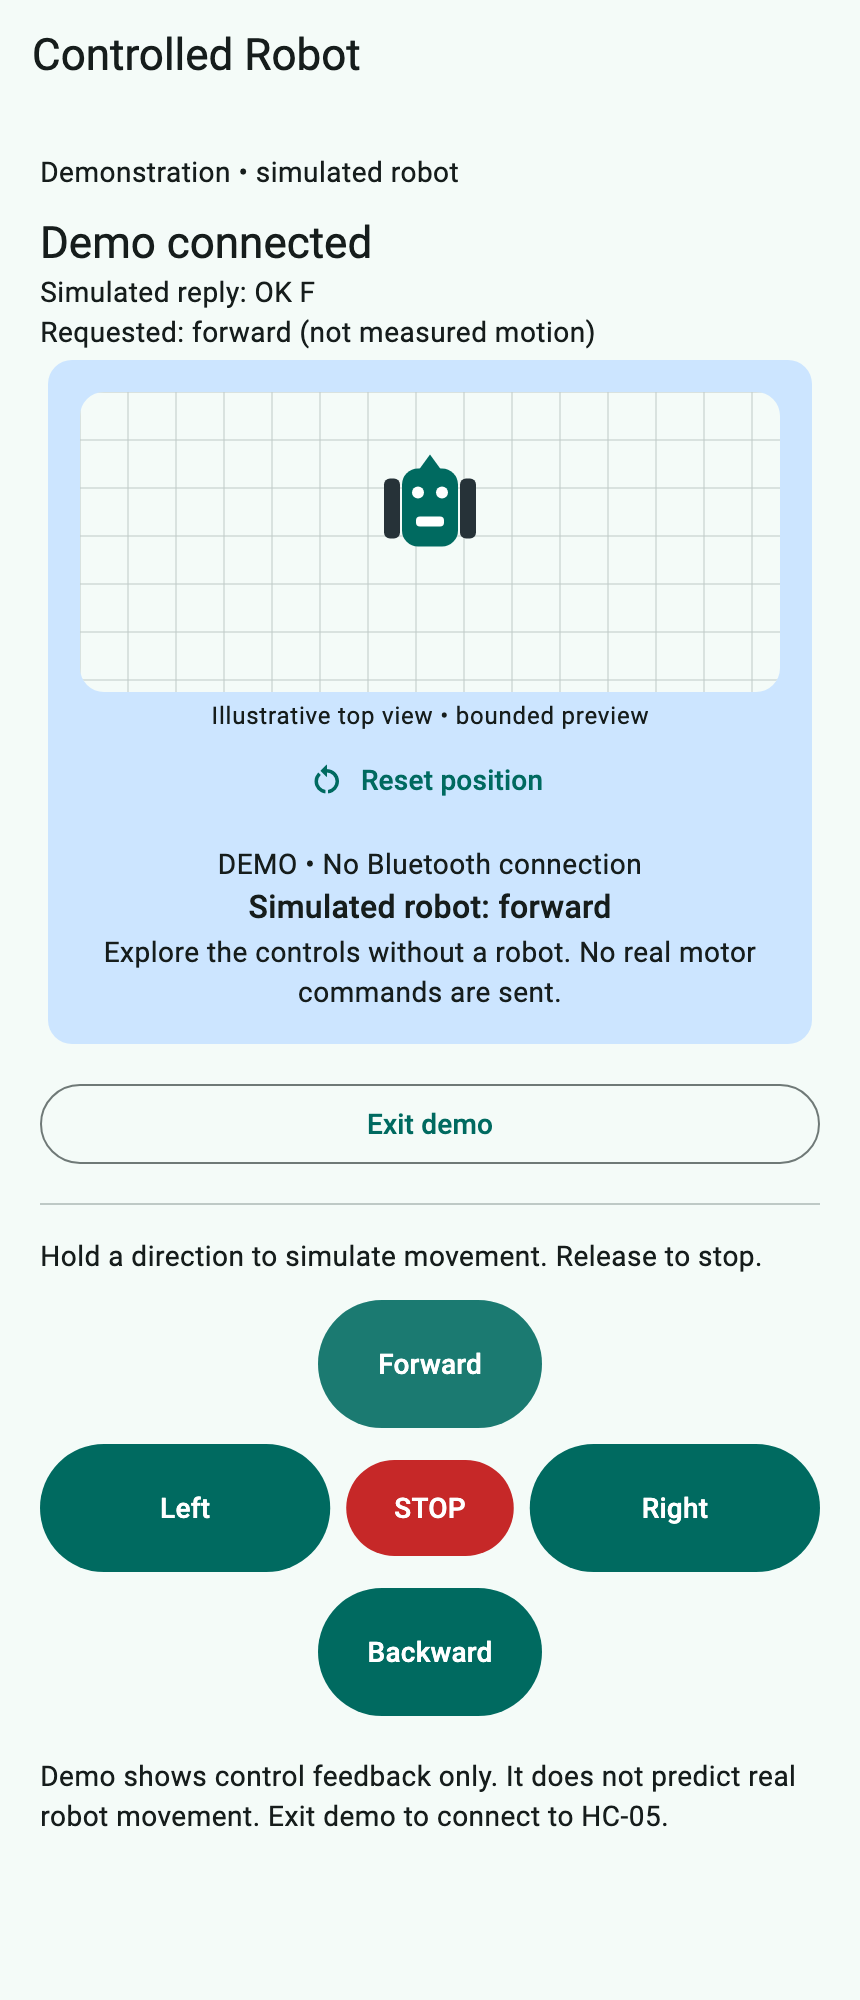 Controlled Robot
Demonstration • simulated robot
Demo connected
Simulated reply: OK F
Requested: forward (not measured motion)
Illustrative top view • bounded preview
Reset position
DEMO • No Bluetooth connection
Simulated robot: forward
Explore the controls without a robot. No real motor
commands are sent.
Exit demo
Hold a direction to simulate movement. Release to stop.
Forward
Left
STOP
Right
Backward
Demo shows control feedback only. It does not predict real
robot movement. Exit demo to connect to HC-05.